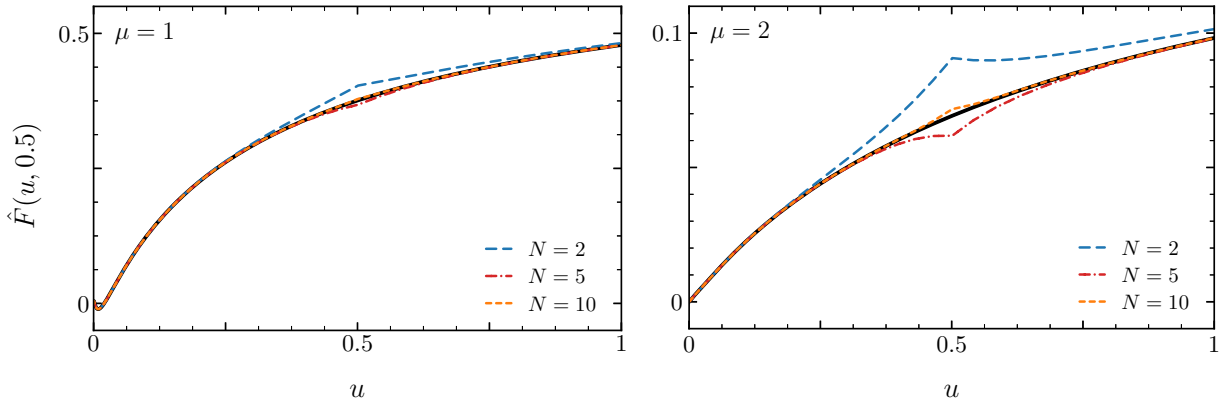 μ = 1
0.5
0
F̂(u, 0.5)
N = 2
N = 5
N = 10
0
0.5
1
u
μ = 2
0.1
0
N = 2
N = 5
N = 10
0
0.5
1
u